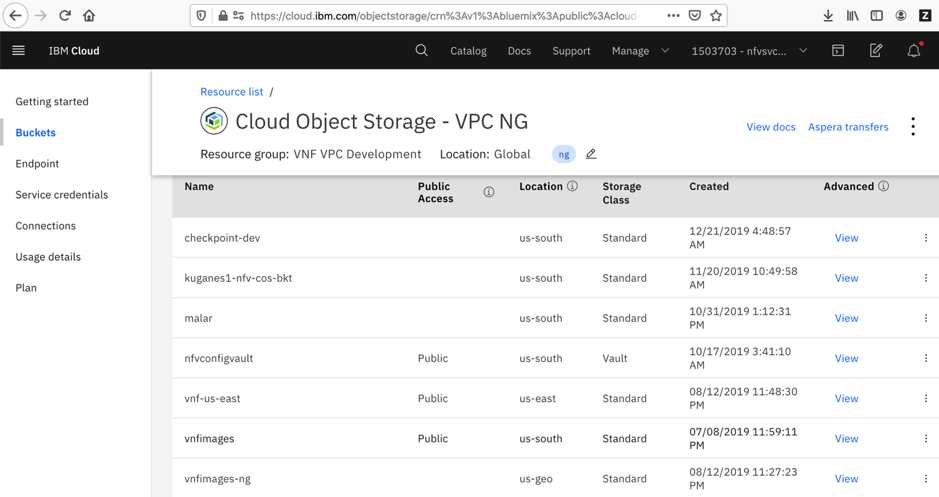 https://cloud.ibm.com/objectstorage/crn%3Av1%3Abluemix%3Apublic%3Acloud-
Z
IBM Cloud
Catalog Docs Support Manage 1503703 - nfvsvc...
Getting started
Buckets
Endpoint
Service credentials
Connections
Usage details
Plan
Resource list /
Cloud Object Storage - VPC NG
View docs Aspera transfers
Resource group: VNF VPC Development Location: Global ng
Name Public Access Location Storage Class Created Advanced
checkpoint-dev us-south Standard 12/21/2019 4:48:57 AM View
kuganes1-nfv-cos-bkt us-south Standard 11/20/2019 10:49:58 AM View
malar us-south Standard 10/31/2019 1:12:31 PM View
nfvconfigvault Public us-south Vault 10/17/2019 3:41:10 AM View
vnf-us-east Public us-east Standard 08/12/2019 11:48:30 PM View
vnfimages Public us-south Standard 07/08/2019 11:59:11 PM View
vnfimages-ng us-geo Standard 08/12/2019 11:27:23 PM View